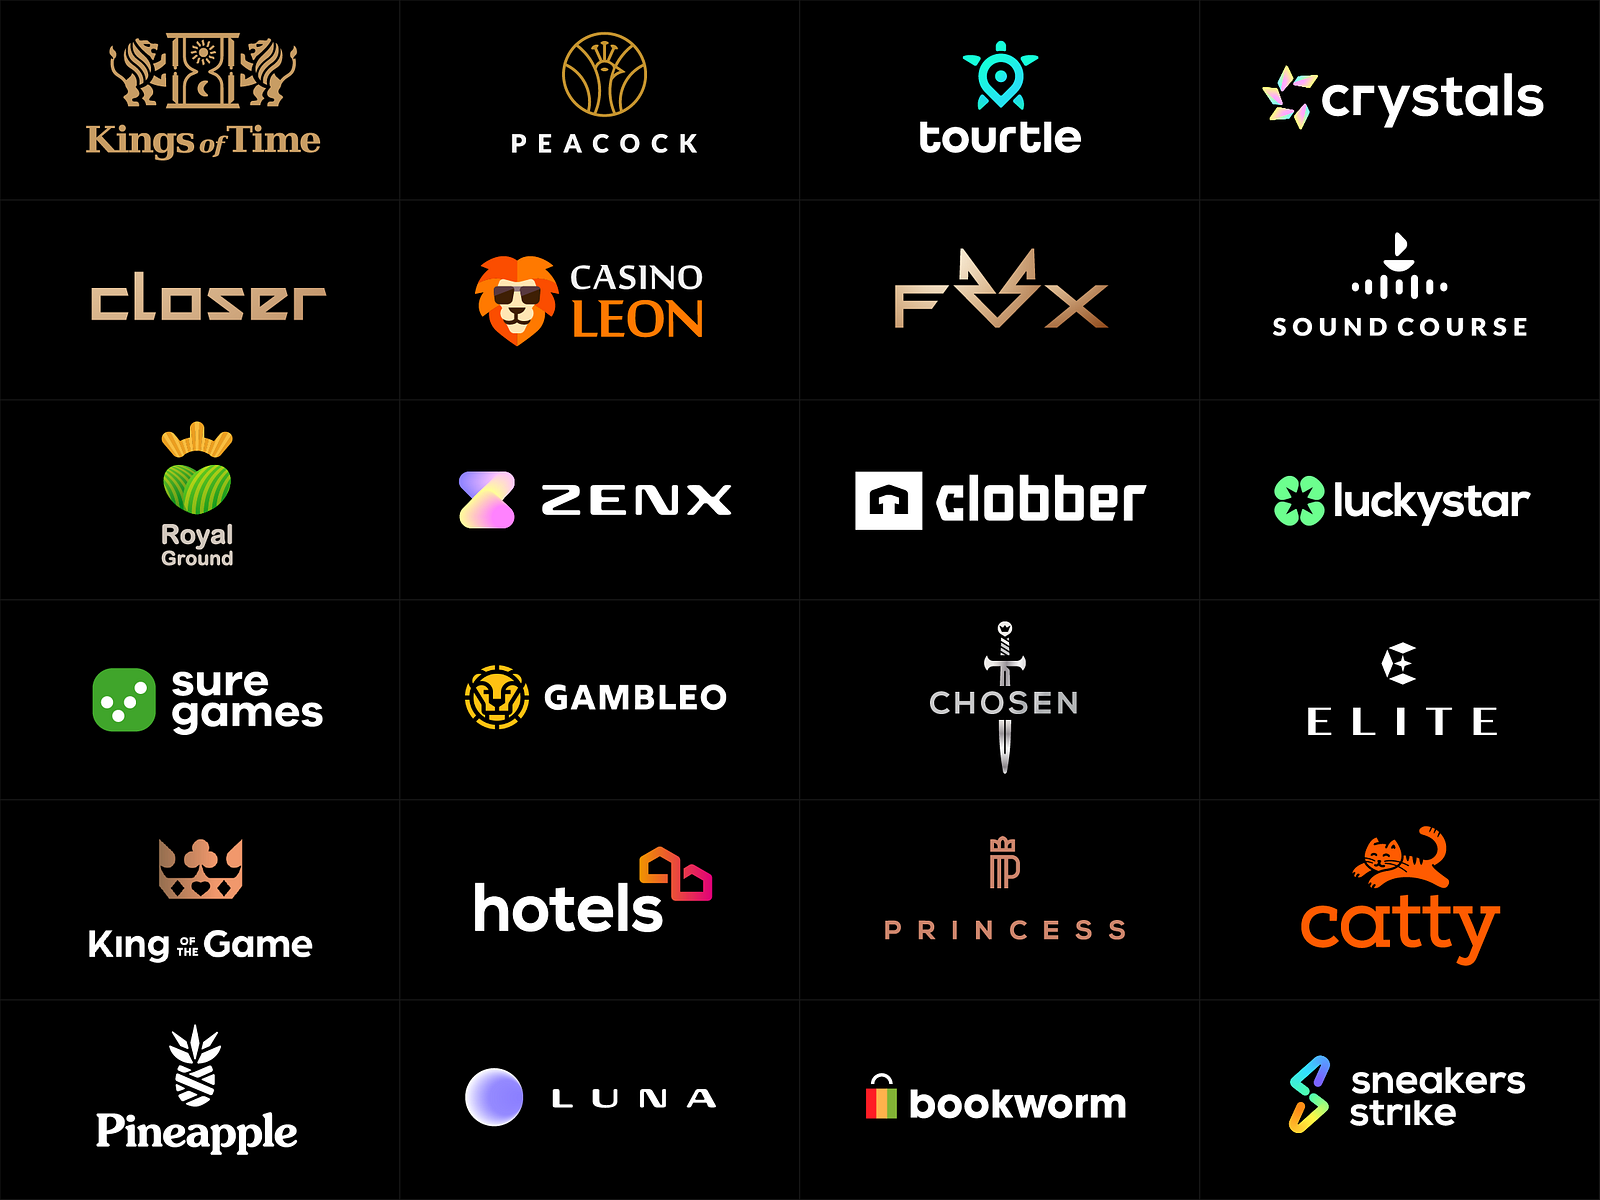 Kings of Time
PEACOCK
tourtle
crystals
closer
CASINO
LEON
FOX
SOUND COURSE
Royal
Ground
ZENX
clobber
luckystar
sure
games
GAMBLEO
CHOSEN
ELITE
King OF THE Game
hotels
PRINCESS
catty
Pineapple
LUNA
bookworm
sneakers
strike